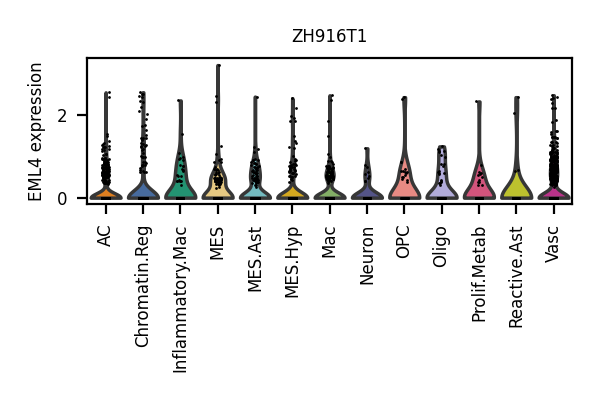 ZH916T1
EML4 expression
2
0
AC
Chromatin.Reg
Inflammatory.Mac
MES
MES.Ast
MES.Hyp
Mac
Neuron
OPC
Oligo
Prolif.Metab
Reactive.Ast
Vasc